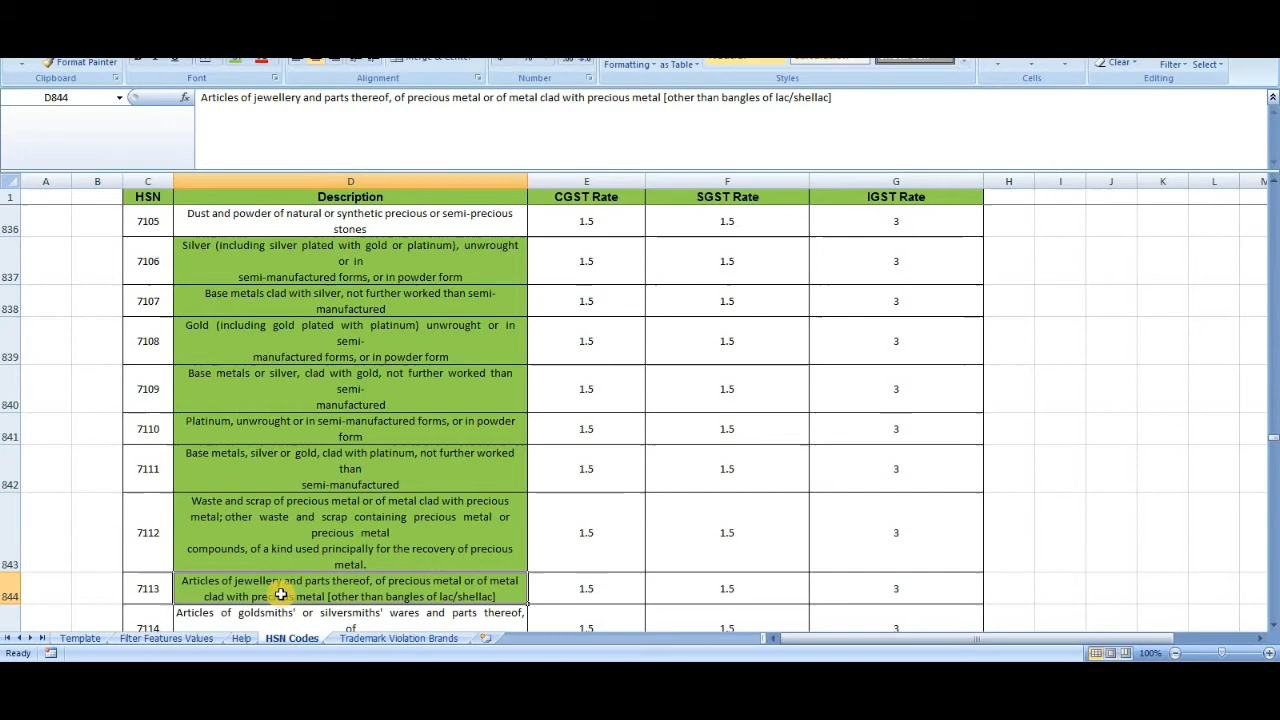 Format Painter
Merge & Center
Formatting as Table
Clear
Filter Select
Clipboard
Font
Alignment
Number
Styles
Cells
Editing
D844
fx
Articles of jewellery and parts thereof, of precious metal or of metal clad with precious metal [other than bangles of lac/shellac]
A B C D E F G H I J K L M
1 HSN Description CGST Rate SGST Rate IGST Rate
Dust and powder of natural or synthetic precious or semi-precious
836 7105 1.5 1.5 3
stones
Silver (including silver plated with gold or platinum), unwrought
or in
837 7106 1.5 1.5 3
semi-manufactured forms, or in powder form
Base metals clad with silver, not further worked than semi-
838 7107 1.5 1.5 3
manufactured
Gold (including gold plated with platinum) unwrought or in
semi-
839 7108 1.5 1.5 3
manufactured forms, or in powder form
Base metals or silver, clad with gold, not further worked than
semi-
840 7109 1.5 1.5 3
manufactured
Platinum, unwrought or in semi-manufactured forms, or in powder
841 7110 1.5 1.5 3
form
Base metals, silver or gold, clad with platinum, not further worked
than
842 7111 1.5 1.5 3
semi-manufactured
Waste and scrap of precious metal or of metal clad with precious
metal; other waste and scrap containing precious metal or
precious metal
843 7112 1.5 1.5 3
compounds, of a kind used principally for the recovery of precious
metal.
Articles of jewellery and parts thereof, of precious metal or of metal
844 7113 1.5 1.5 3
clad with precious metal [other than bangles of lac/shellac]
Articles of goldsmiths' or silversmiths' wares and parts thereof,
of
7114 1.5 1.5 3
Template Filter Features Values Help HSN Codes Trademark Violation Brands
Ready 100%